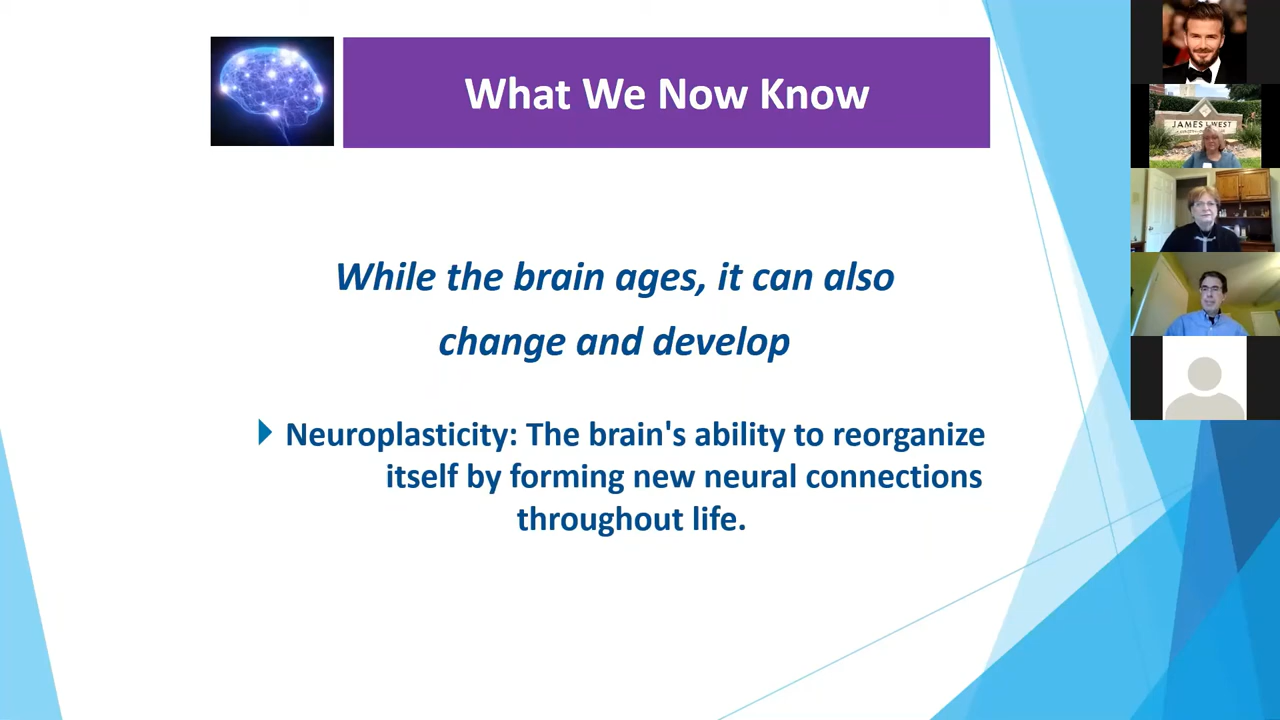 What We Now Know
While the brain ages, it can also
change and develop
Neuroplasticity: The brain's ability to reorganize
itself by forming new neural connections
throughout life.
JAMES L WEST